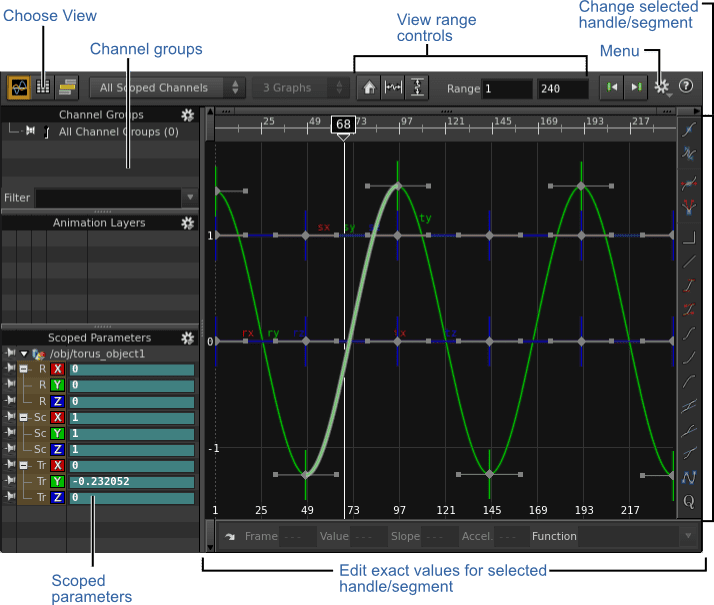 Change selected
handle/segment
Choose View
View range
controls
Channel groups
Menu
All Scoped Channels
3 Graphs
Range 1
240
Channel Groups
All Channel Groups (0)
Filter
Animation Layers
Scoped Parameters
/obj/torus_object1
R X 0
R Y 0
R Z 0
Sc X 1
Sc Y 1
Sc Z 1
Tr X 0
Tr Y -0.232052
Tr Z 0
25 49 68 73 97 121 145 169 193 217
ty
sx sy
1
rx ry rz tx tz
0
-1
1 25 49 73 97 121 145 169 193 217
Frame --- Value --- Slope --- Accel. --- Function
Edit exact values for selected
handle/segment
Scoped
parameters